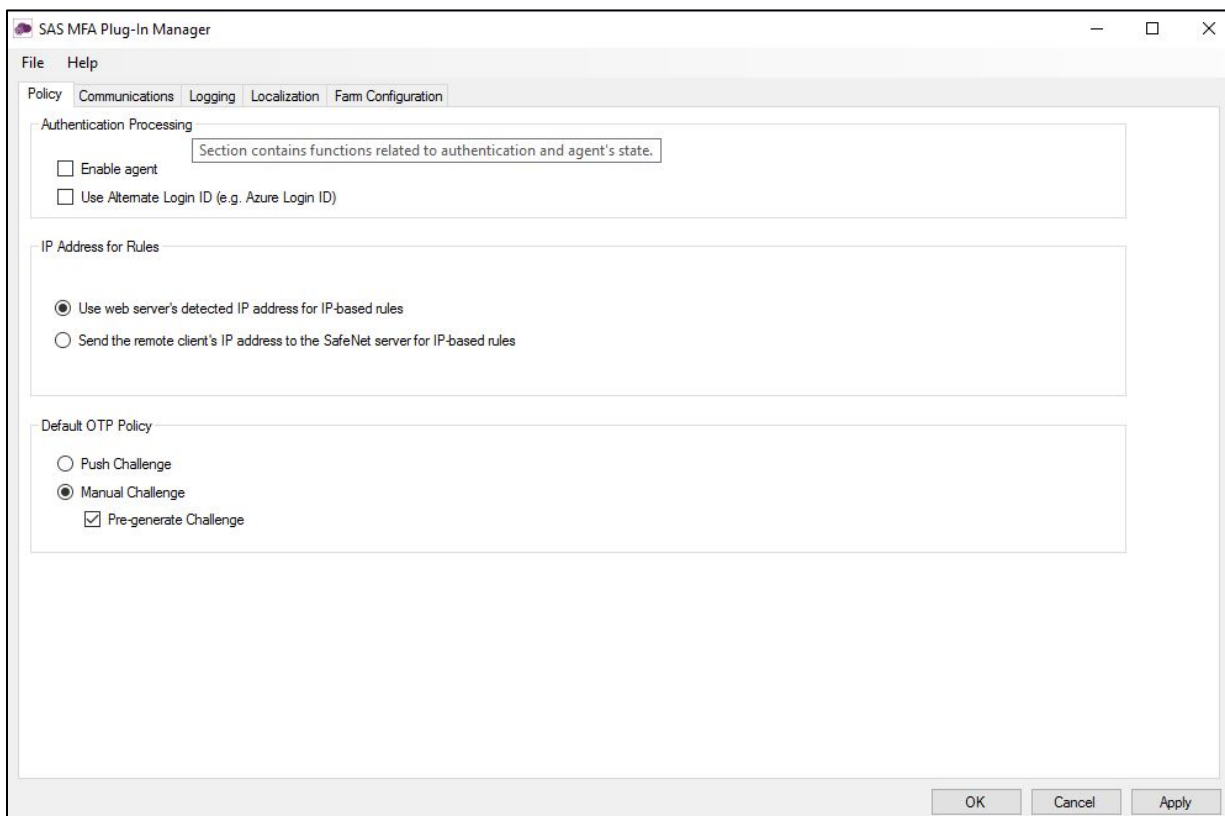 SAS MFA Plug-In Manager
File Help
Policy Communications Logging Localization Farm Configuration
Authentication Processing
Section contains functions related to authentication and agent's state.
Enable agent
Use Alternate Login ID (e.g. Azure Login ID)
IP Address for Rules
Use web server's detected IP address for IP-based rules
Send the remote client's IP address to the SafeNet server for IP-based rules
Default OTP Policy
Push Challenge
Manual Challenge
Pre-generate Challenge
OK Cancel Apply